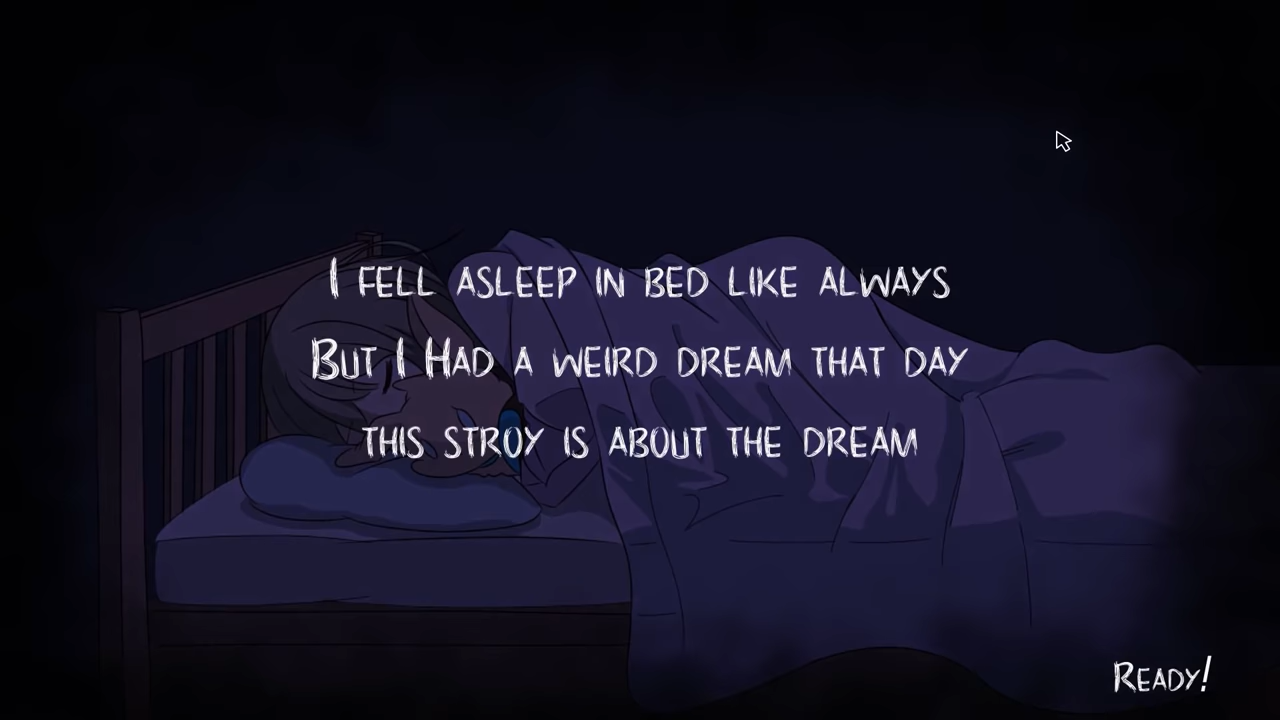 I fell asleep in bed like always
But I Had a weird dream that day
this stroy is about the dream
Ready!